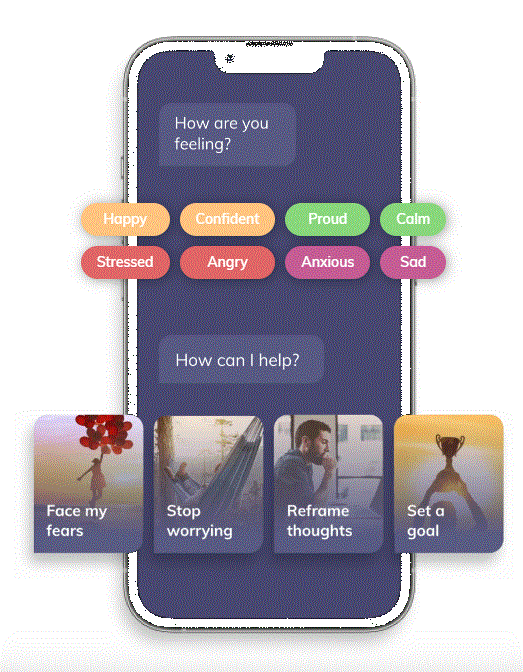 How are you
feeling?
Happy
Confident
Proud
Calm
Stressed
Angry
Anxious
Sad
How can I help?
Face my
fears
Stop
worrying
Reframe
thoughts
Set a
goal